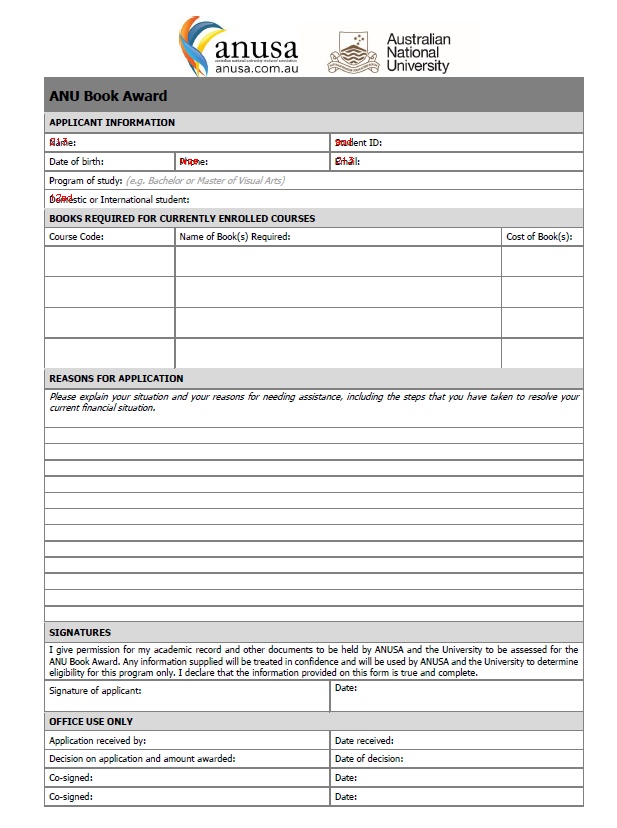 anusa
anusa.com.au
Australian
National
University
ANU Book Award
APPLICANT INFORMATION
Name: Student ID:
Date of birth: Phone: Email:
Program of study: (e.g. Bachelor or Master of Visual Arts)
Domestic or International student:
BOOKS REQUIRED FOR CURRENTLY ENROLLED COURSES
Course Code: Name of Book(s) Required: Cost of Book(s):
REASONS FOR APPLICATION
Please explain your situation and your reasons for needing assistance, including the steps that you have taken to resolve your
current financial situation.
SIGNATURES
I give permission for my academic record and other documents to be held by ANUSA and the University to be assessed for the
ANU Book Award. Any information supplied will be treated in confidence and will be used by ANUSA and the University to determine
eligibility for this program only. I declare that the information provided on this form is true and complete.
Signature of applicant: Date:
OFFICE USE ONLY
Application received by: Date received:
Decision on application and amount awarded: Date of decision:
Co-signed: Date:
Co-signed: Date: